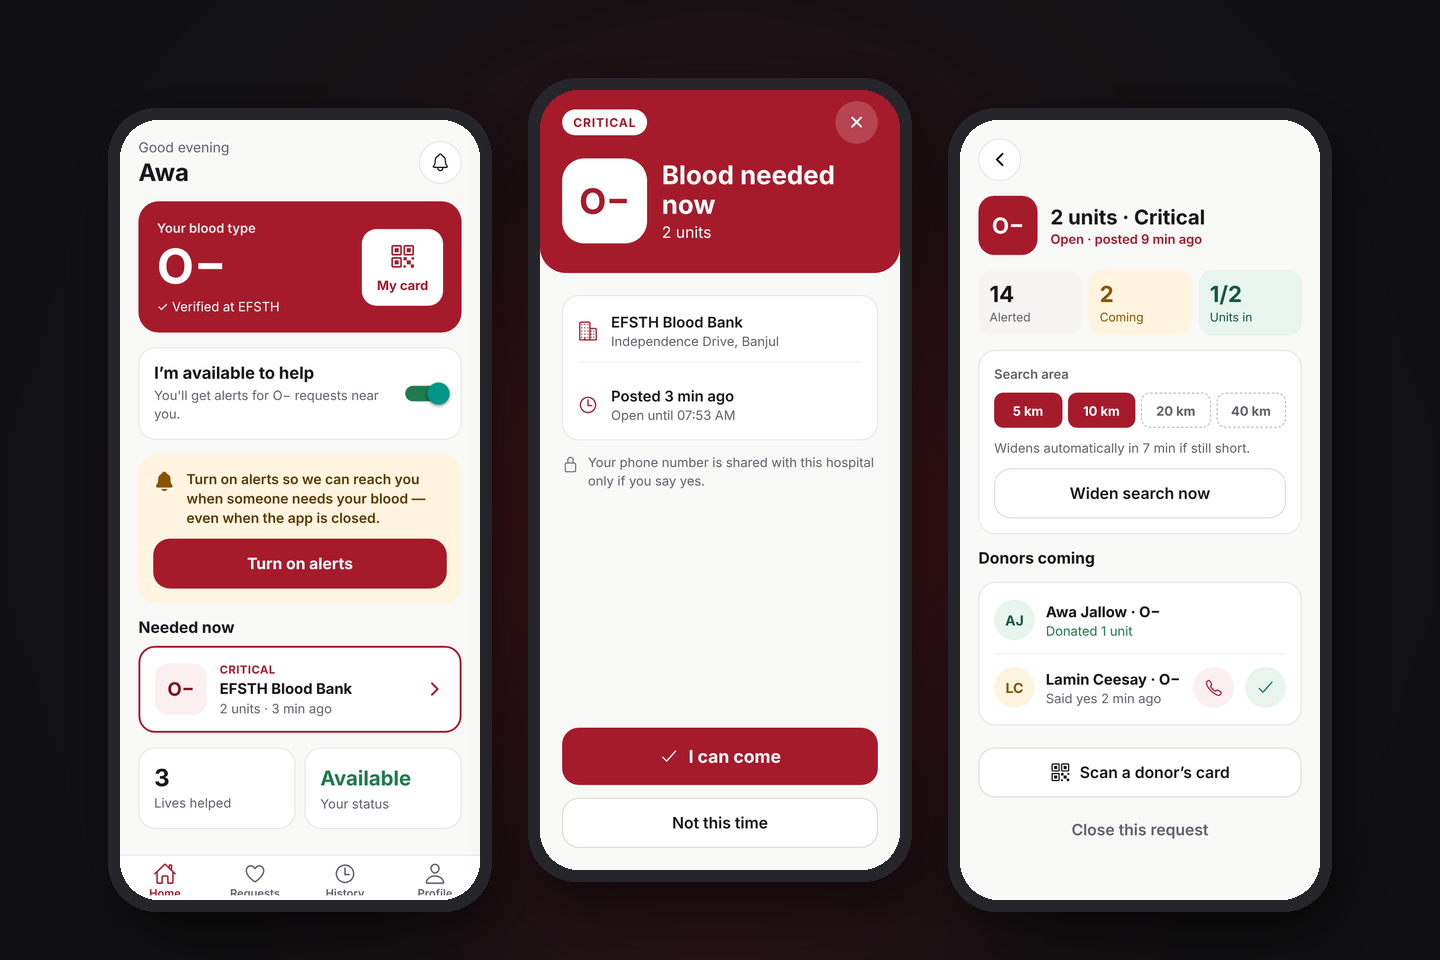 Good evening
Awa
Your blood type
O−
✓ Verified at EFSTH
My card
I'm available to help
You'll get alerts for O− requests near
you.
Turn on alerts so we can reach you
when someone needs your blood —
even when the app is closed.
Turn on alerts
Needed now
O−
CRITICAL
EFSTH Blood Bank
2 units · 3 min ago
3
Lives helped
Available
Your status
Home
Requests
History
Profile
CRITICAL
O−
Blood needed
now
2 units
EFSTH Blood Bank
Independence Drive, Banjul
Posted 3 min ago
Open until 07:53 AM
Your phone number is shared with this hospital
only if you say yes.
I can come
Not this time
O−
2 units · Critical
Open · posted 9 min ago
14
Alerted
2
Coming
1/2
Units in
Search area
5 km
10 km
20 km
40 km
Widens automatically in 7 min if still short.
Widen search now
Donors coming
AJ
Awa Jallow · O−
Donated 1 unit
LC
Lamin Ceesay · O−
Said yes 2 min ago
Scan a donor's card
Close this request